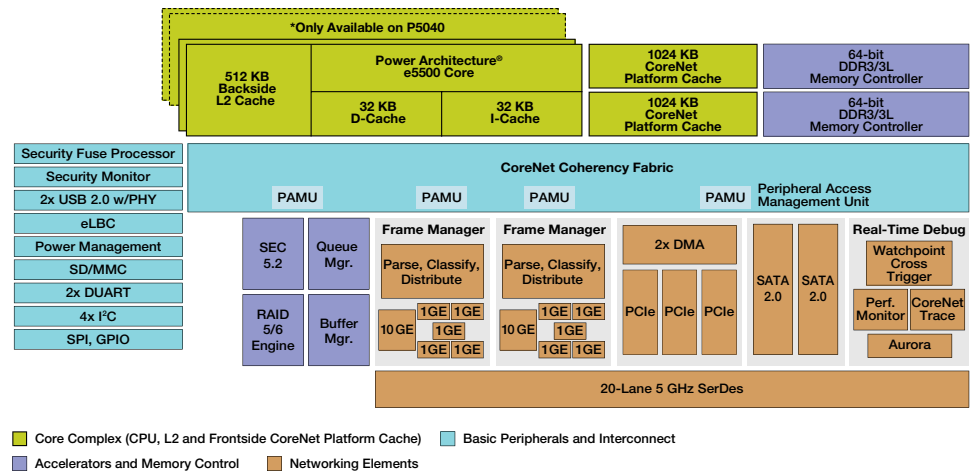 *Only Available on P5040
512 KB
Backside
L2 Cache
Power Architecture®
e5500 Core
32 KB
D-Cache
32 KB
I-Cache
1024 KB
CoreNet
Platform Cache
1024 KB
CoreNet
Platform Cache
64-bit
DDR3/3L
Memory Controller
64-bit
DDR3/3L
Memory Controller
Security Fuse Processor
Security Monitor
2x USB 2.0 w/PHY
eLBC
Power Management
SD/MMC
2x DUART
4x I²C
SPI, GPIO
CoreNet Coherency Fabric
PAMU
PAMU
PAMU
PAMU
Peripheral Access
Management Unit
SEC
5.2
Queue
Mgr.
RAID
5/6
Engine
Buffer
Mgr.
Frame Manager
Parse, Classify,
Distribute
10 GE
1GE
1GE
1GE
1GE
1GE
Frame Manager
Parse, Classify,
Distribute
10 GE
1GE
1GE
1GE
1GE
1GE
2x DMA
PCIe
PCIe
PCIe
SATA
2.0
SATA
2.0
Real-Time Debug
Watchpoint
Cross
Trigger
Perf.
Monitor
CoreNet
Trace
Aurora
20-Lane 5 GHz SerDes
Core Complex (CPU, L2 and Frontside CoreNet Platform Cache)
Basic Peripherals and Interconnect
Accelerators and Memory Control
Networking Elements